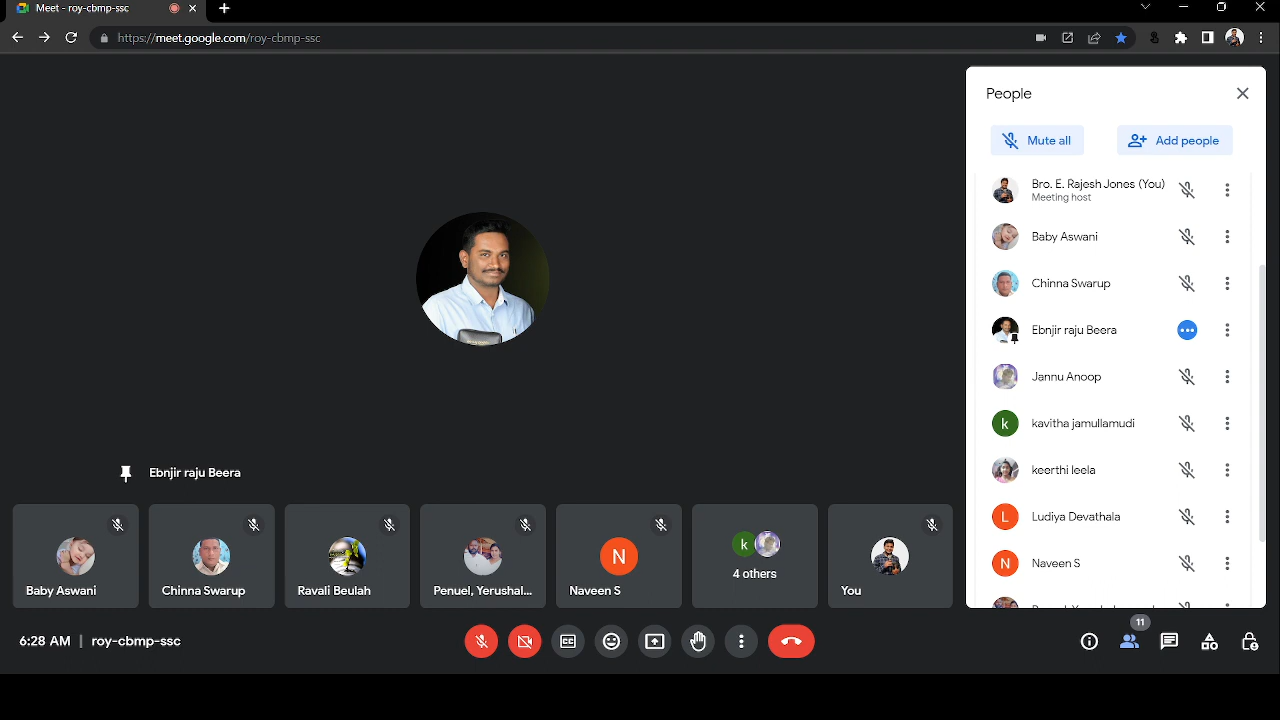 Meet - roy-cbmp-ssc
https://meet.google.com/roy-cbmp-ssc
People
Mute all
Add people
Bro. E. Rajesh Jones (You)
Meeting host
Baby Aswani
Chinna Swarup
Ebnjir raju Beera
Jannu Anoop
k
kavitha jamullamudi
keerthi leela
L
Ludiya Devathala
N
Naveen S
Ebnjir raju Beera
Baby Aswani
Chinna Swarup
Ravali Beulah
Penuel, Yerushal...
N
Naveen S
k
4 others
You
6:28 AM | roy-cbmp-ssc
CC
11